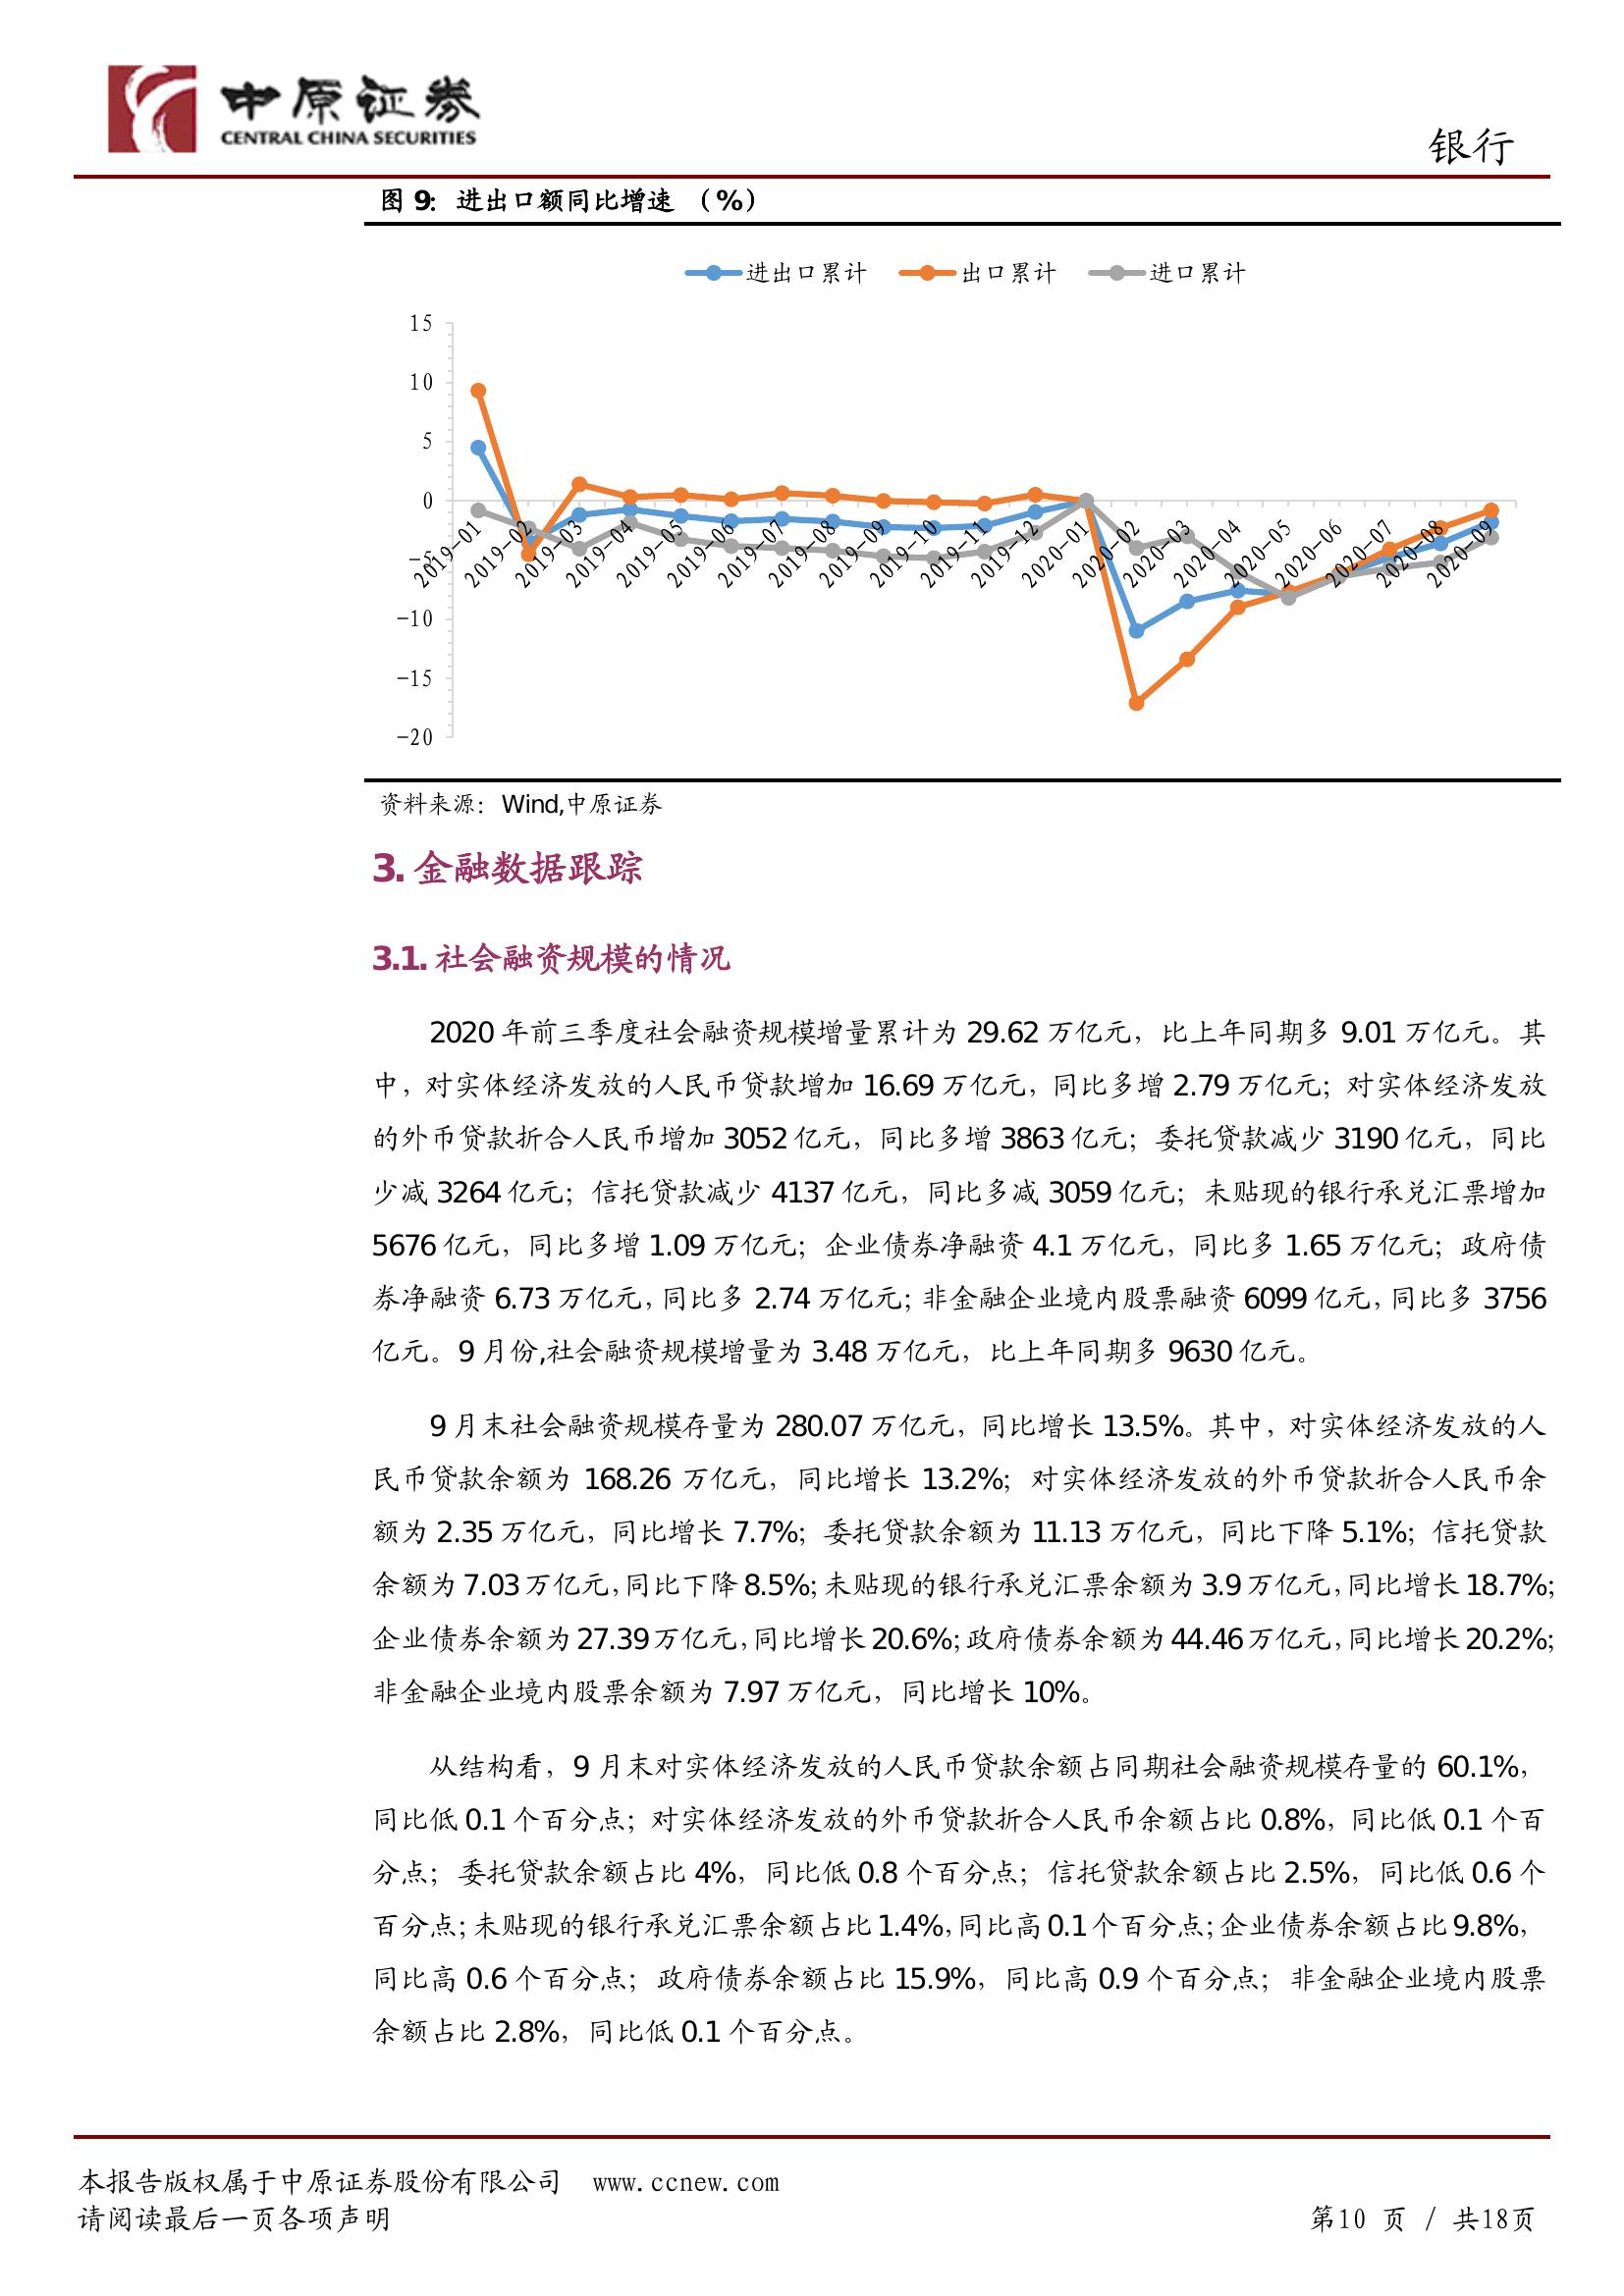 中原证券
CENTRAL CHINA SECURITIES
银行
图 9：进出口额同比增速 （%）
进出口累计 出口累计 进口累计
15
10
5
0
-5
-10
-15
-20
2019-01 2019-02 2019-03 2019-04 2019-05 2019-06 2019-07 2019-08 2019-09 2019-10 2019-11 2019-12 2020-01 2020-02 2020-03 2020-04 2020-05 2020-06 2020-07 2020-08 2020-09
资料来源：Wind,中原证券
3. 金融数据跟踪
3.1. 社会融资规模的情况
2020 年前三季度社会融资规模增量累计为 29.62 万亿元，比上年同期多 9.01 万亿元。其
中，对实体经济发放的人民币贷款增加 16.69 万亿元，同比多增 2.79 万亿元；对实体经济发放
的外币贷款折合人民币增加 3052 亿元，同比多增 3863 亿元；委托贷款减少 3190 亿元，同比
少减 3264 亿元；信托贷款减少 4137 亿元，同比多减 3059 亿元；未贴现的银行承兑汇票增加
5676 亿元，同比多增 1.09 万亿元；企业债券净融资 4.1 万亿元，同比多 1.65 万亿元；政府债
券净融资 6.73 万亿元，同比多 2.74 万亿元；非金融企业境内股票融资 6099 亿元，同比多 3756
亿元。9 月份,社会融资规模增量为 3.48 万亿元，比上年同期多 9630 亿元。
9 月末社会融资规模存量为 280.07 万亿元，同比增长 13.5%。其中，对实体经济发放的人
民币贷款余额为 168.26 万亿元，同比增长 13.2%；对实体经济发放的外币贷款折合人民币余
额为 2.35 万亿元，同比增长 7.7%；委托贷款余额为 11.13 万亿元，同比下降 5.1%；信托贷款
余额为 7.03 万亿元，同比下降 8.5%；未贴现的银行承兑汇票余额为 3.9 万亿元，同比增长 18.7%；
企业债券余额为 27.39 万亿元，同比增长 20.6%；政府债券余额为 44.46 万亿元，同比增长 20.2%；
非金融企业境内股票余额为 7.97 万亿元，同比增长 10%。
从结构看，9 月末对实体经济发放的人民币贷款余额占同期社会融资规模存量的 60.1%，
同比低 0.1 个百分点；对实体经济发放的外币贷款折合人民币余额占比 0.8%，同比低 0.1 个百
分点；委托贷款余额占比 4%，同比低 0.8 个百分点；信托贷款余额占比 2.5%，同比低 0.6 个
百分点；未贴现的银行承兑汇票余额占比 1.4%，同比高 0.1 个百分点；企业债券余额占比 9.8%，
同比高 0.6 个百分点；政府债券余额占比 15.9%，同比高 0.9 个百分点；非金融企业境内股票
余额占比 2.8%，同比低 0.1 个百分点。
本报告版权属于中原证券股份有限公司 www.ccnew.com
请阅读最后一页各项声明
第10 页 / 共18页